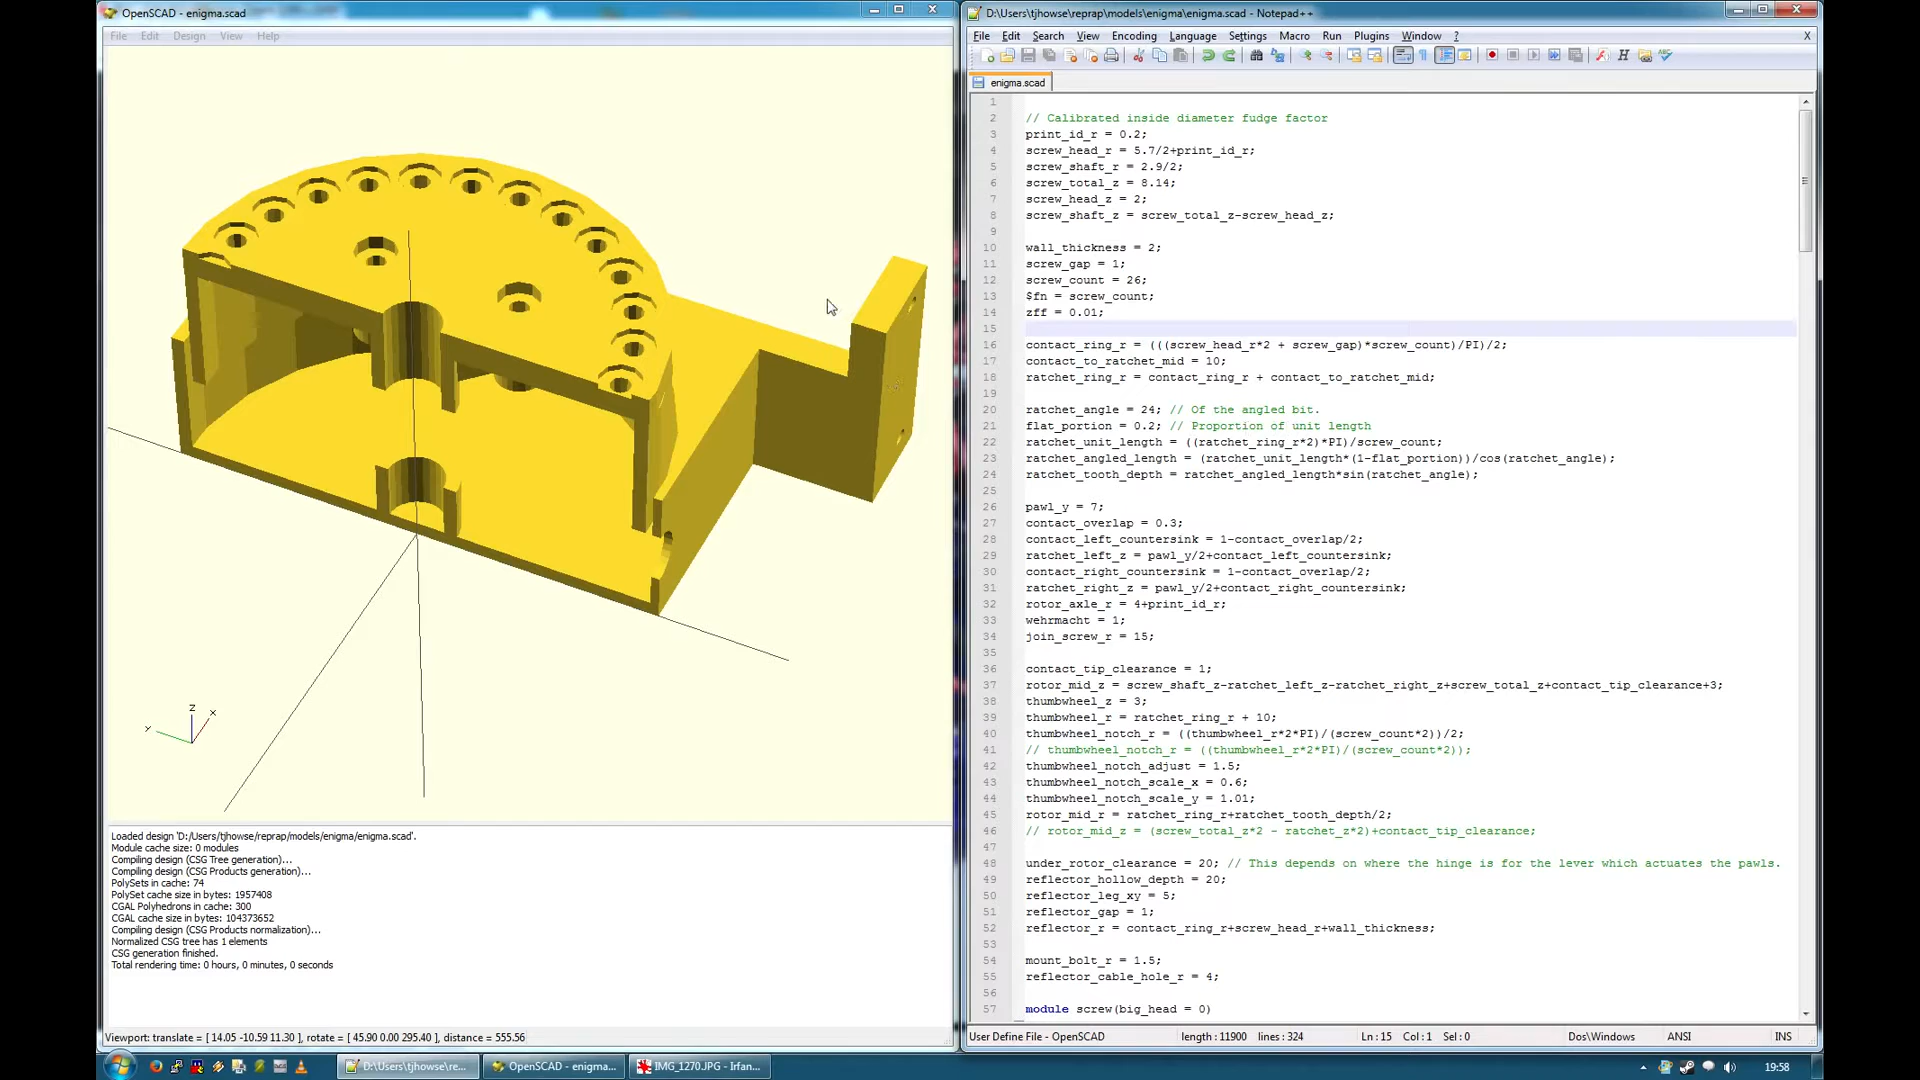 OpenSCAD - enigma.scad
File Edit Design View Help
Z
X
Y
Loaded design 'D:/Users/tjhowse/reprap/models/enigma/enigma.scad'.
Module cache size: 0 modules
Compiling design (CSG Tree generation)...
Compiling design (CSG Products generation)...
PolySets in cache: 74
PolySet cache size in bytes: 1957408
CGAL Polyhedrons in cache: 300
CGAL cache size in bytes: 104373652
Compiling design (CSG Products normalization)...
Normalized CSG tree has 1 elements
CSG generation finished.
Total rendering time: 0 hours, 0 minutes, 0 seconds
Viewport: translate = [ 14.05 -10.59 11.30 ], rotate = [ 45.90 0.00 295.40 ], distance = 555.56
D:\Users\tjhowse\reprap\models\enigma\enigma.scad - Notepad++
File Edit Search View Encoding Language Settings Macro Run Plugins Window ? X
enigma.scad
1
2 // Calibrated inside diameter fudge factor
3 print_id_r = 0.2;
4 screw_head_r = 5.7/2+print_id_r;
5 screw_shaft_r = 2.9/2;
6 screw_total_z = 8.14;
7 screw_head_z = 2;
8 screw_shaft_z = screw_total_z-screw_head_z;
9
10 wall_thickness = 2;
11 screw_gap = 1;
12 screw_count = 26;
13 $fn = screw_count;
14 zff = 0.01;
15
16 contact_ring_r = (((screw_head_r*2 + screw_gap)*screw_count)/PI)/2;
17 contact_to_ratchet_mid = 10;
18 ratchet_ring_r = contact_ring_r + contact_to_ratchet_mid;
19
20 ratchet_angle = 24; // Of the angled bit.
21 flat_portion = 0.2; // Proportion of unit length
22 ratchet_unit_length = ((ratchet_ring_r*2)*PI)/screw_count;
23 ratchet_angled_length = (ratchet_unit_length*(1-flat_portion))/cos(ratchet_angle);
24 ratchet_tooth_depth = ratchet_angled_length*sin(ratchet_angle);
25
26 pawl_y = 7;
27 contact_overlap = 0.3;
28 contact_left_countersink = 1-contact_overlap/2;
29 ratchet_left_z = pawl_y/2+contact_left_countersink;
30 contact_right_countersink = 1-contact_overlap/2;
31 ratchet_right_z = pawl_y/2+contact_right_countersink;
32 rotor_axle_r = 4+print_id_r;
33 wehrmacht = 1;
34 join_screw_r = 15;
35
36 contact_tip_clearance = 1;
37 rotor_mid_z = screw_shaft_z-ratchet_left_z-ratchet_right_z+screw_total_z+contact_tip_clearance+3;
38 thumbwheel_z = 3;
39 thumbwheel_r = ratchet_ring_r + 10;
40 thumbwheel_notch_r = ((thumbwheel_r*2*PI)/(screw_count*2))/2;
41 // thumbwheel_notch_r = ((thumbwheel_r*2*PI)/(screw_count*2));
42 thumbwheel_notch_adjust = 1.5;
43 thumbwheel_notch_scale_x = 0.6;
44 thumbwheel_notch_scale_y = 1.01;
45 rotor_mid_r = ratchet_ring_r+ratchet_tooth_depth/2;
46 // rotor_mid_z = (screw_total_z*2 - ratchet_z*2)+contact_tip_clearance;
47
48 under_rotor_clearance = 20; // This depends on where the hinge is for the lever which actuates the pawls.
49 reflector_hollow_depth = 20;
50 reflector_leg_xy = 5;
51 reflector_gap = 1;
52 reflector_r = contact_ring_r+screw_head_r+wall_thickness;
53
54 mount_bolt_r = 1.5;
55 reflector_cable_hole_r = 4;
56
57 module screw(big_head = 0)
User Define File - OpenSCAD length : 11900 lines : 324 Ln : 15 Col : 1 Sel : 0 Dos\Windows ANSI INS
D:\Users\tjhowse\re... OpenSCAD - enigma... IMG_1270.JPG - Irfan... 19:58